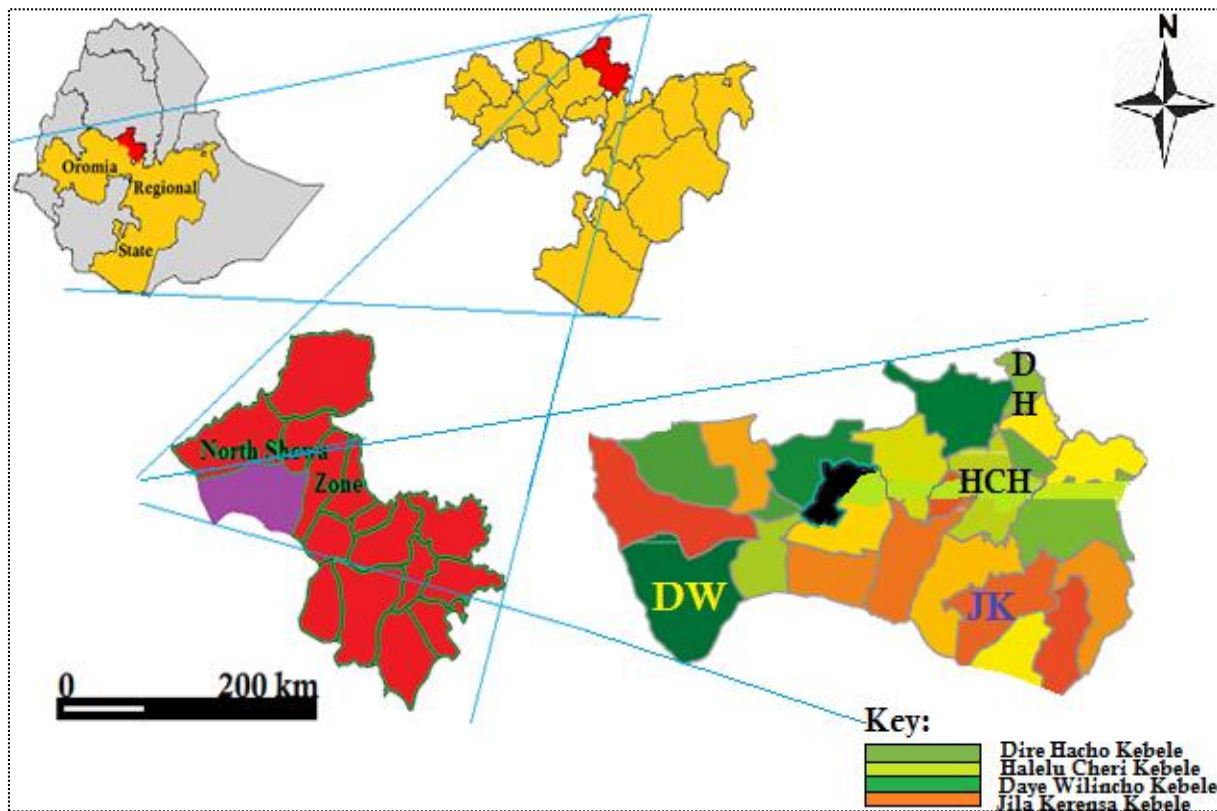 N
Oromia
Regional
State
North Shewa
Zone
D
H
HCH
DW
JK
0 200 km
Key:
Dire Hacho Kebele
Halelu Cheri Kebele
Daye Wilincho Kebele
Jila Kerensa Kebele